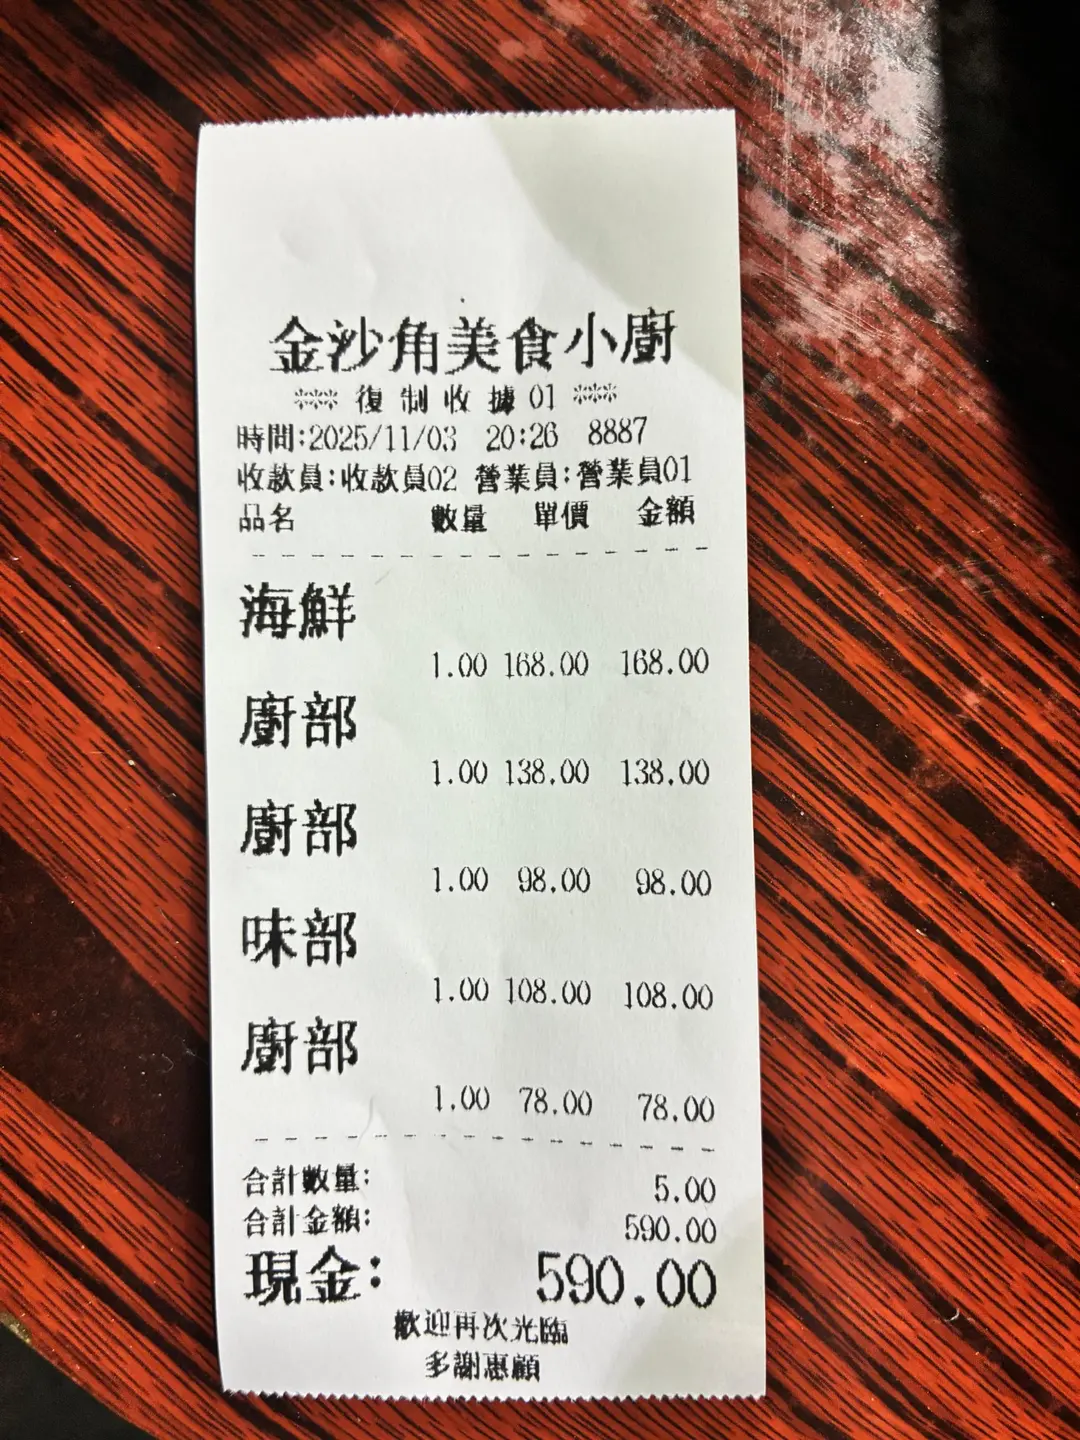 金沙角美食小廚
*** 復制收據01 ***
時間:2025/11/03 20:26 8887
收款員:收款員02 營業員:營業員01
品名 數量 單價 金額
海鮮
1.00 168.00 168.00
廚部
1.00 138.00 138.00
廚部
1.00 98.00 98.00
味部
1.00 108.00 108.00
廚部
1.00 78.00 78.00
合計數量: 5.00
合計金額: 590.00
現金: 590.00
歡迎再次光臨
多謝惠顧